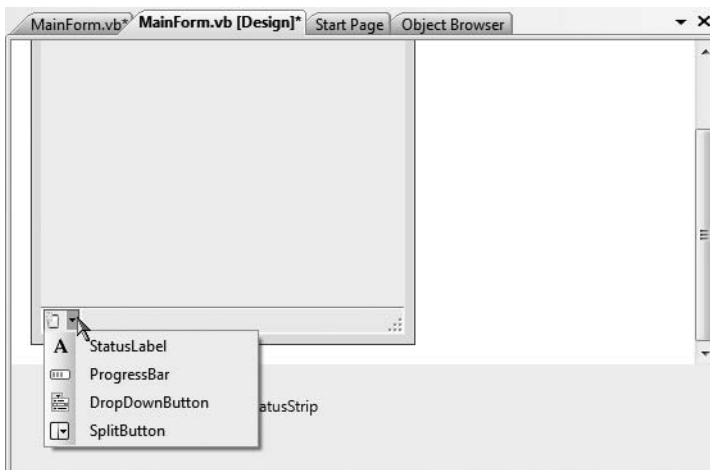 MainForm.vb* MainForm.vb [Design]* Start Page Object Browser
A StatusLabel
ProgressBar
DropDownButton
atusStrip
SplitButton